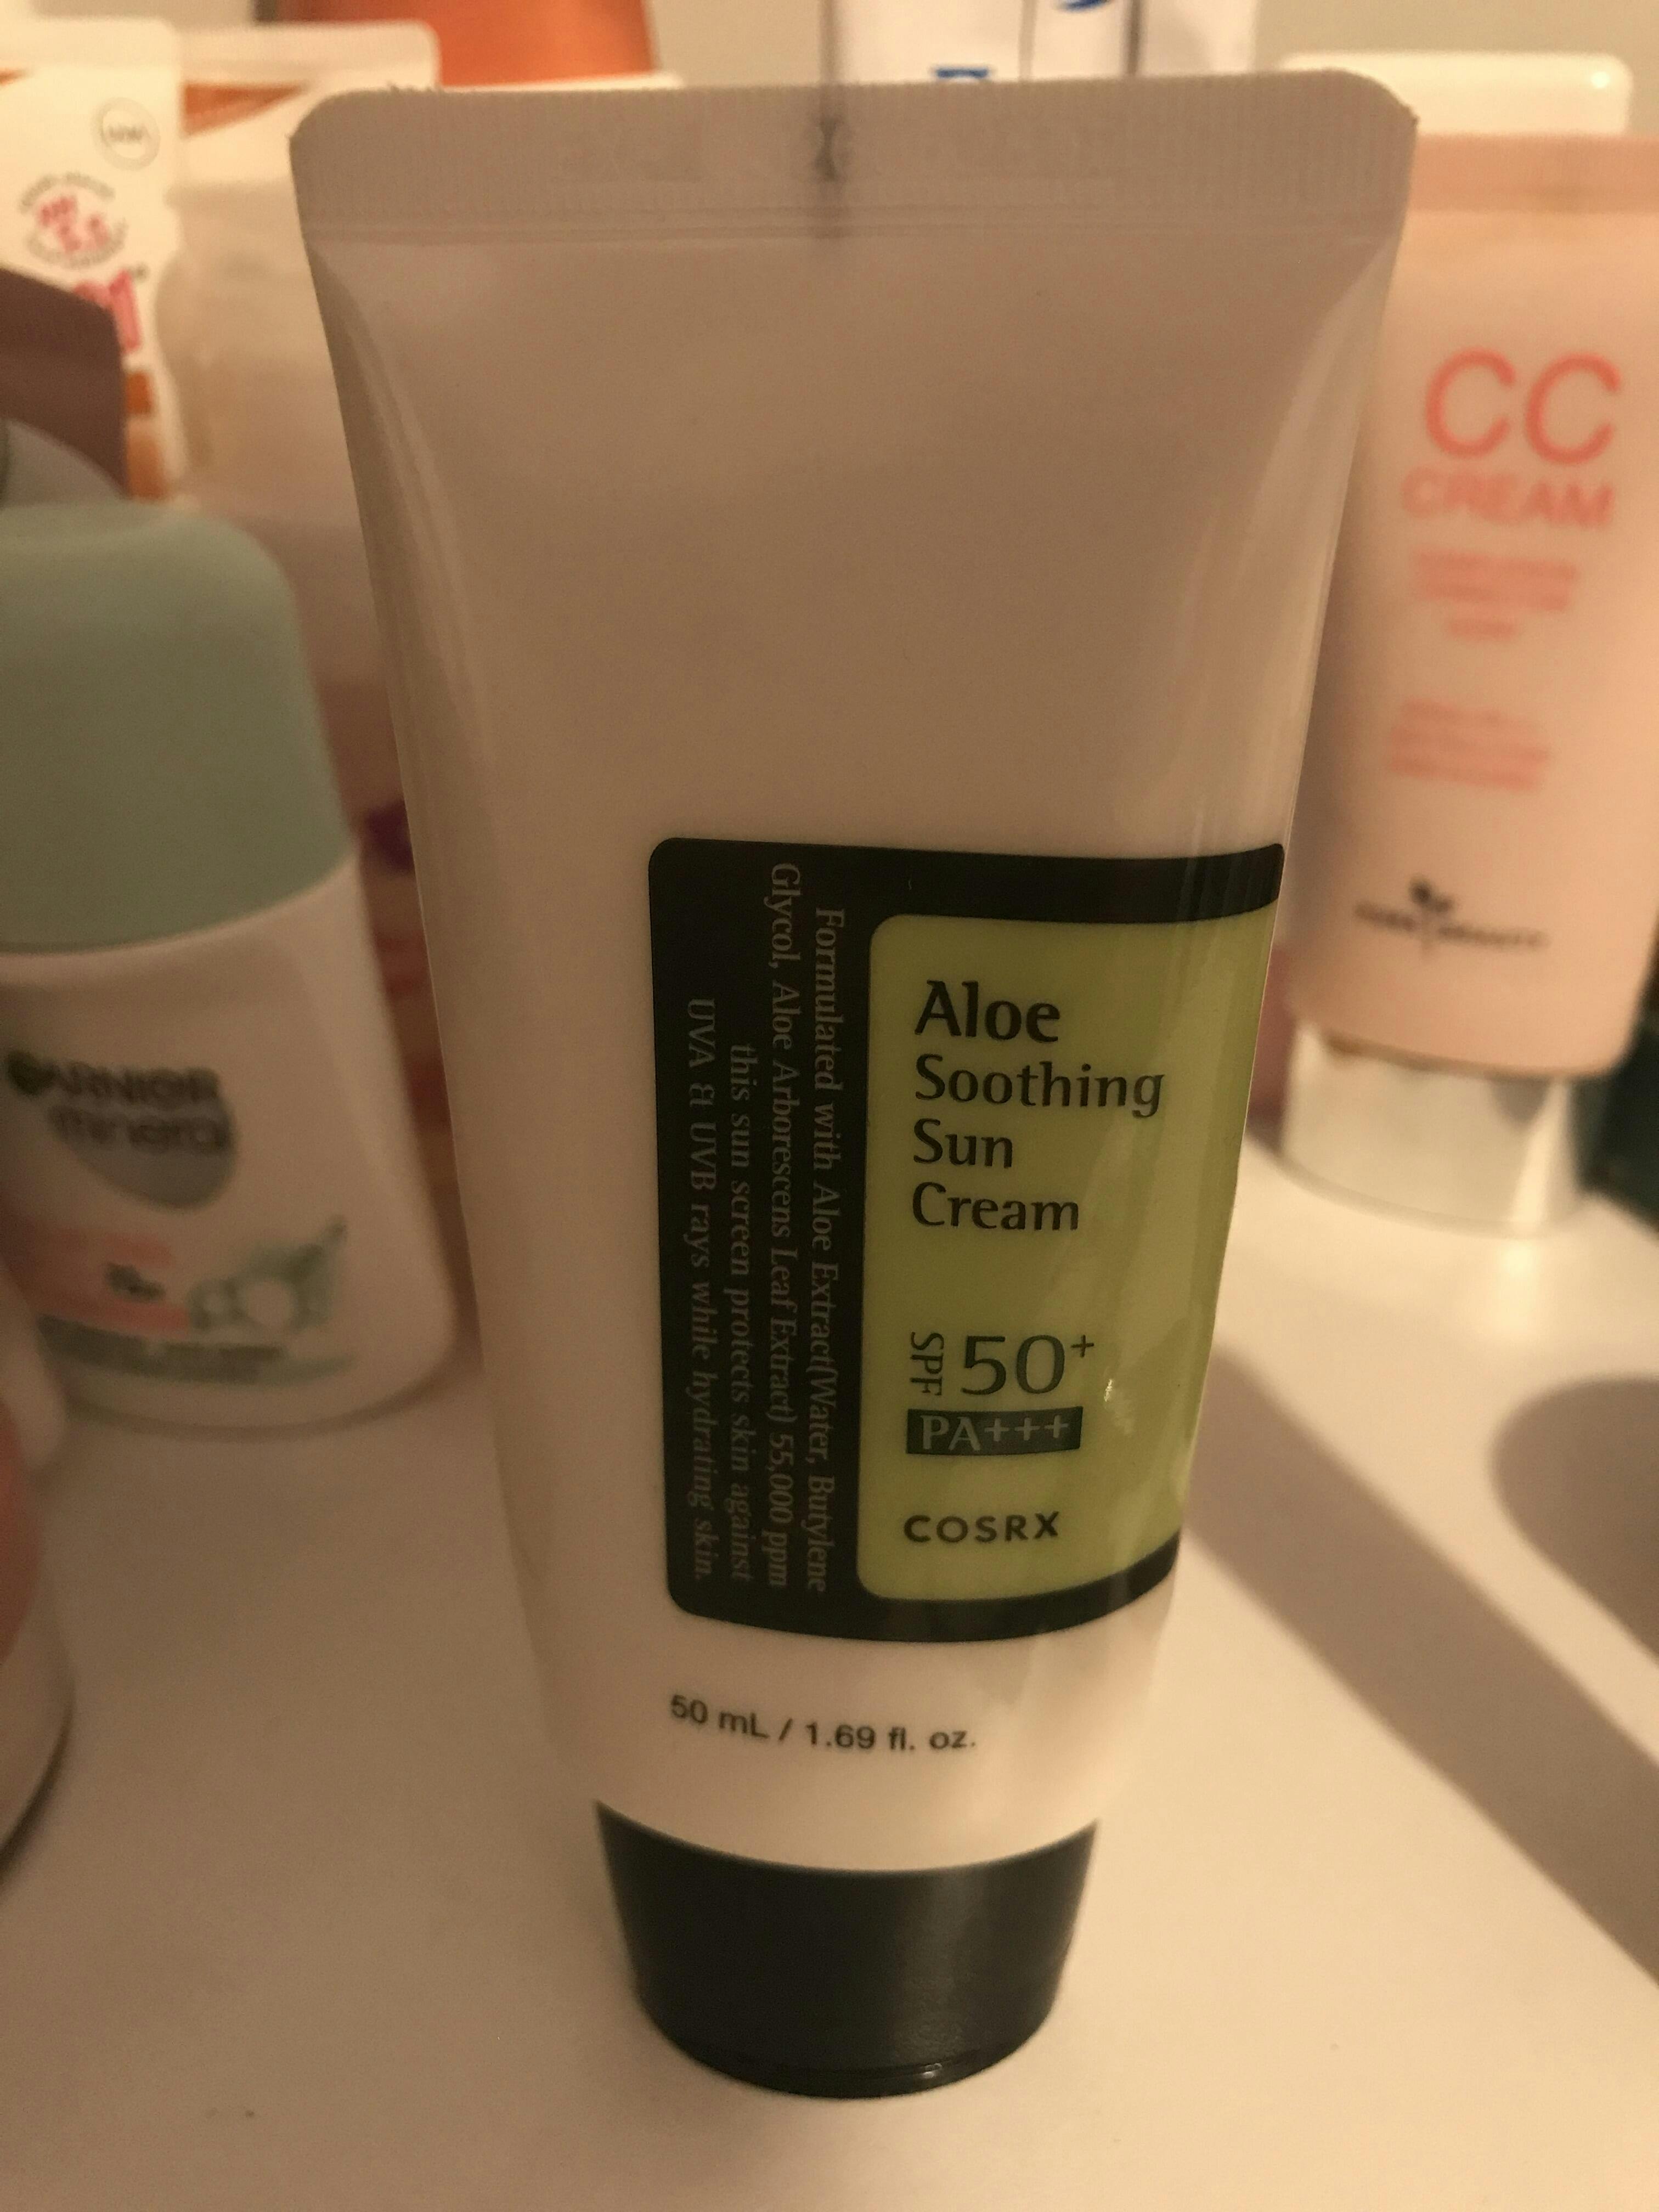 Aloe
Soothing
Sun
Cream
SPF 50+
PA+++
COSRX
Formulated with Aloe Extract(Water, Butylene
Glycol, Aloe Arborescens Leaf Extract) 55,000 ppm
this sun screen protects skin against
UVA & UVB rays while hydrating skin.
50 mL / 1.69 fl. oz.
CC
CREAM
GARNIER
mineral